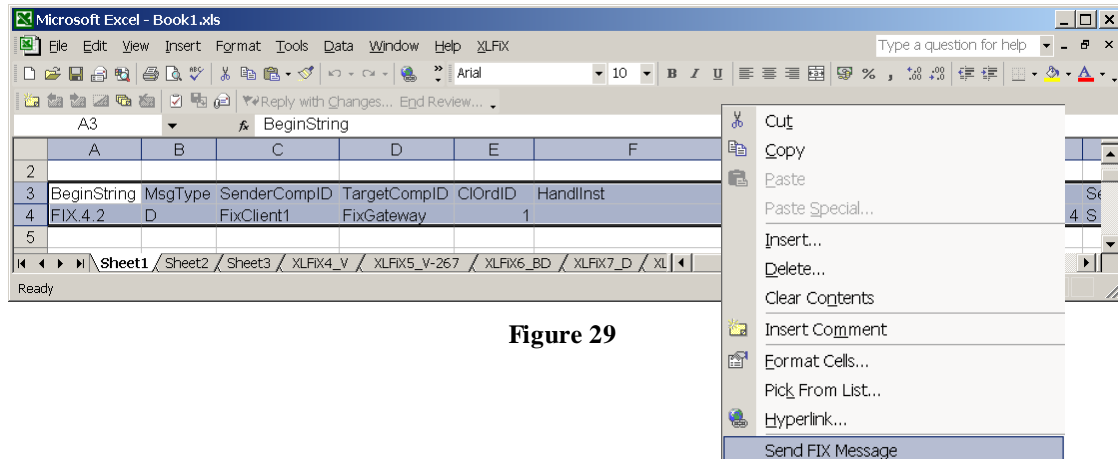 Microsoft Excel - Book1.xls
File Edit View Insert Format Tools Data Window Help XLFiX Type a question for help
Arial 10 B I U % ,
Reply with Changes... End Review...
A3 fx BeginString
A B C D E F
2
3 BeginString MsgType SenderCompID TargetCompID ClOrdID HandlInst
4 FIX.4.2 D FixClient1 FixGateway 1 4 S
5
Sheet1 / Sheet2 / Sheet3 / XLFiX4_V / XLFiX5_V-267 / XLFiX6_BD / XLFiX7_D / XL
Ready
Cut
Copy
Paste
Paste Special...
Insert...
Delete...
Clear Contents
Insert Comment
Format Cells...
Pick From List...
Hyperlink...
Send FIX Message
Figure 29